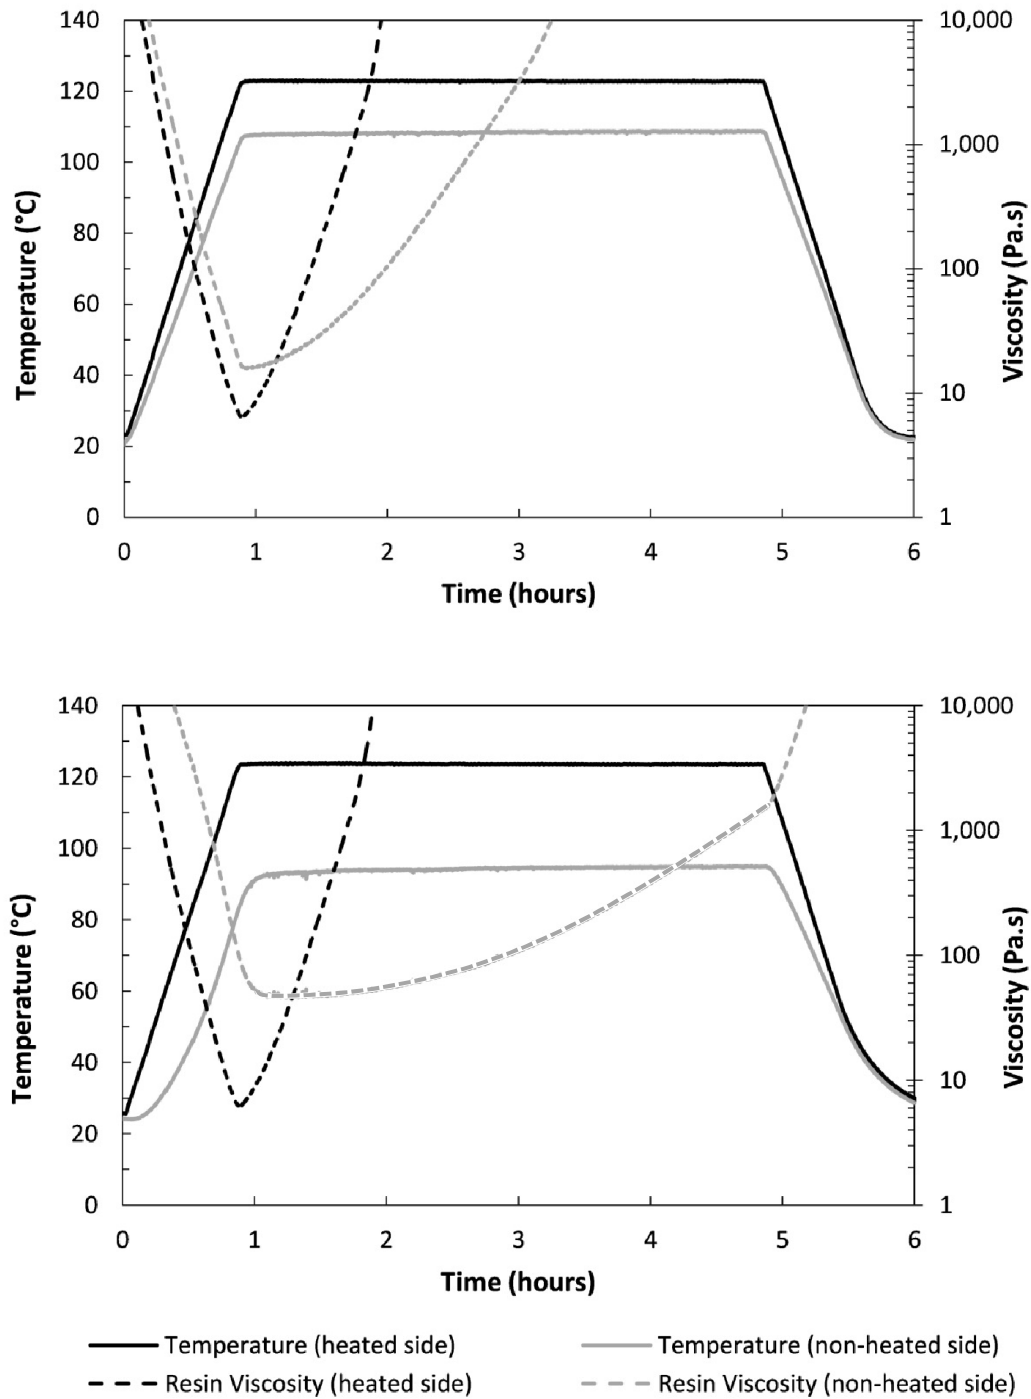 140
120
100
80
60
40
20
0
Temperature (°C)
10,000
1,000
100
10
1
Viscosity (Pa.s)
0 1 2 3 4 5 6
Time (hours)
140
120
100
80
60
40
20
0
Temperature (°C)
10,000
1,000
100
10
1
Viscosity (Pa.s)
0 1 2 3 4 5 6
Time (hours)
Temperature (heated side) Temperature (non-heated side)
Resin Viscosity (heated side) Resin Viscosity (non-heated side)